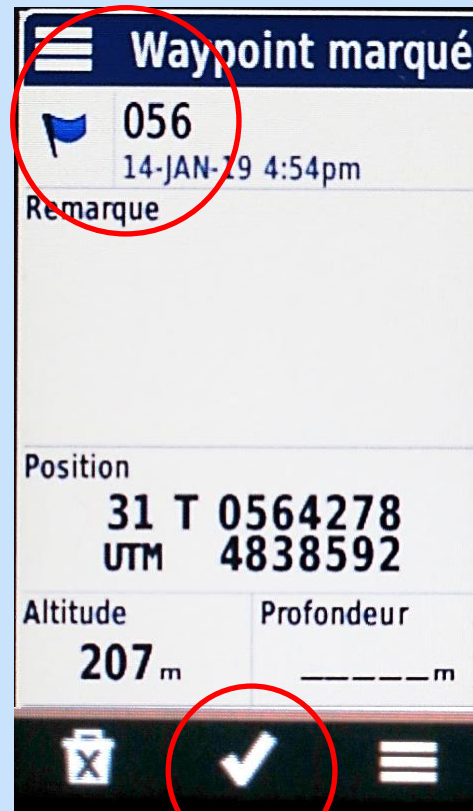 Waypoint marqué
056
14-JAN-19 4:54pm
Remarque
Position
31 T 0564278
UTM 4838592
Altitude
Profondeur
207 m
_____m